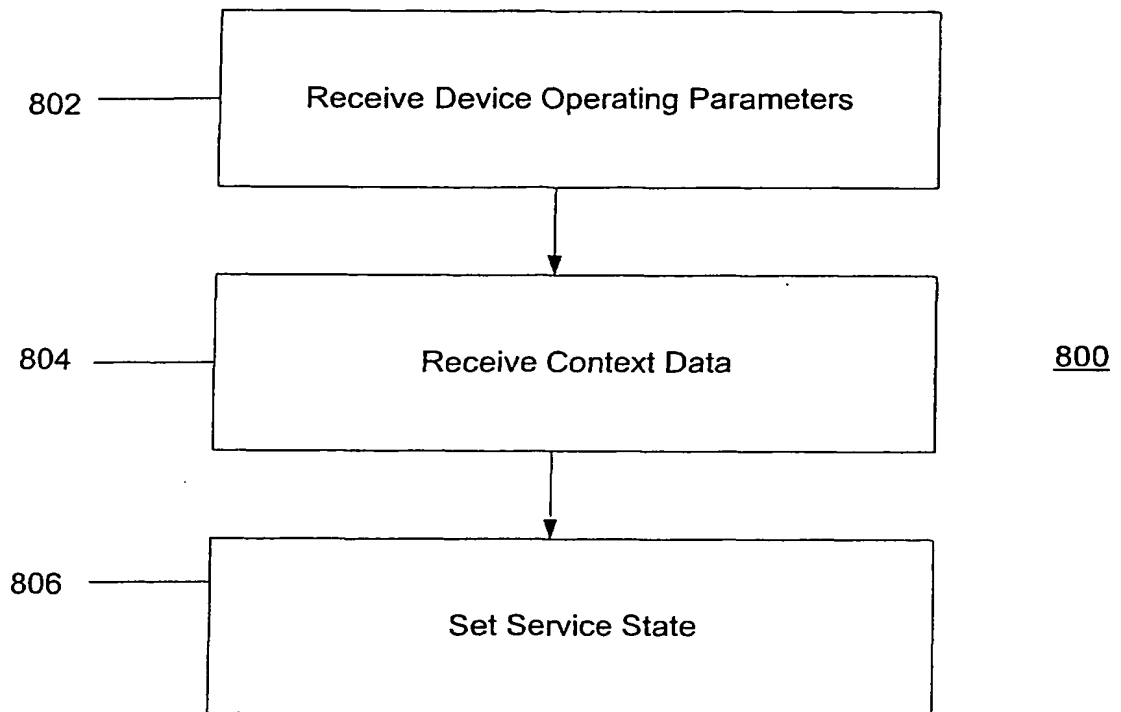 Receive Device Operating Parameters
802
Receive Context Data
804
800
Set Service State
806